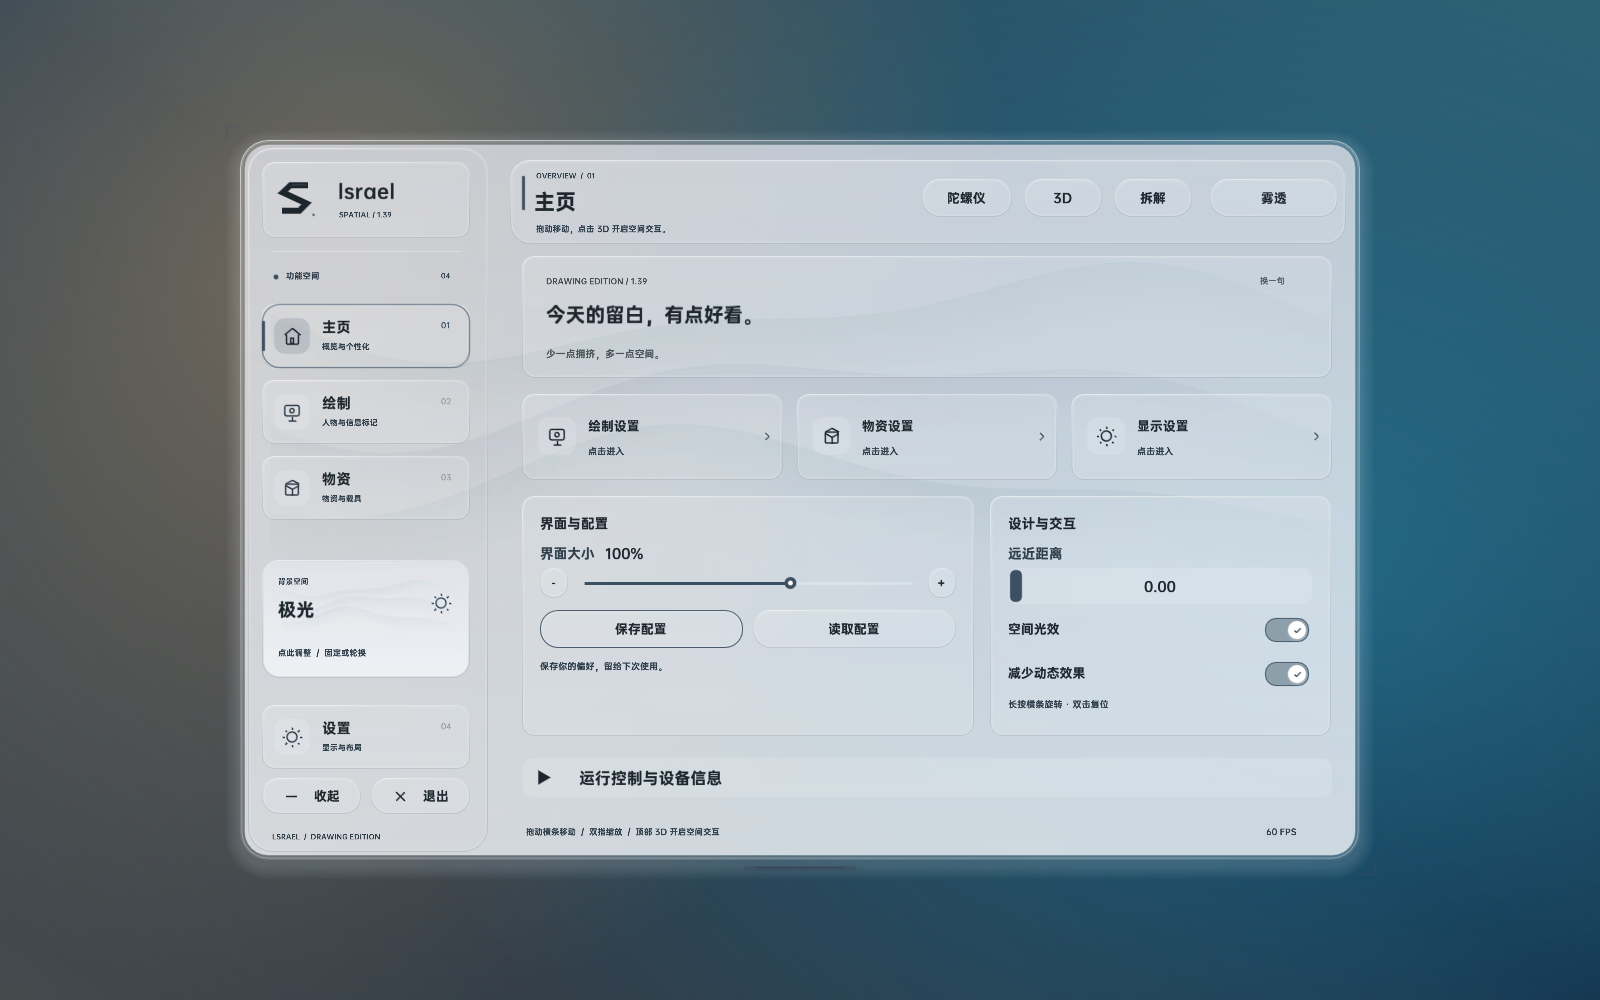 Israel
SPATIAL / 1.39
功能空间
04
主页
01
概览与个性化
绘制
02
人物与信息标记
物资
03
物资与载具
背景空间
极光
点此调整 / 固定或轮换
设置
04
显示与布局
收起
退出
LSRAEL / DRAWING EDITION
OVERVIEW / 01
主页
拖动移动，点击 3D 开启空间交互。
陀螺仪
3D
拆解
雾透
DRAWING EDITION / 1.39
换一句
今天的留白，有点好看。
少一点拥挤，多一点空间。
绘制设置
点击进入
物资设置
点击进入
显示设置
点击进入
界面与配置
界面大小 100%
-
+
保存配置
读取配置
保存你的偏好，留给下次使用。
设计与交互
远近距离
0.00
空间光效
减少动态效果
长按横条旋转 · 双击复位
运行控制与设备信息
拖动横条移动 / 双指缩放 / 顶部 3D 开启空间交互
60 FPS